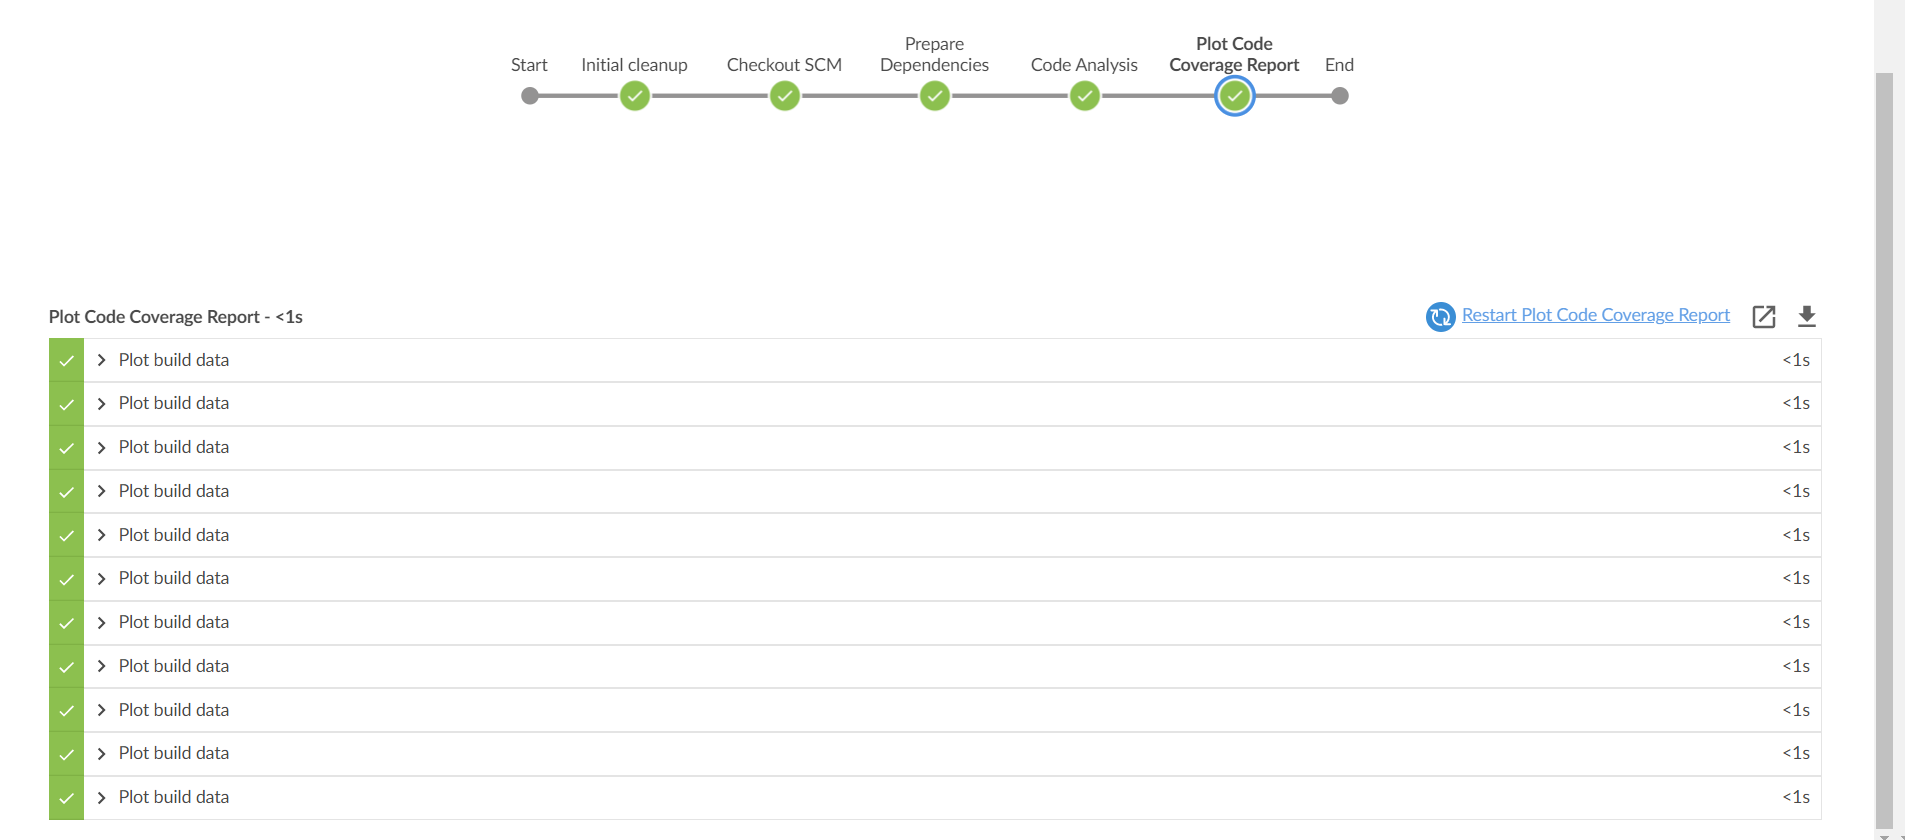 Start
Initial cleanup
Checkout SCM
Prepare
Dependencies
Code Analysis
Plot Code
Coverage Report
End
Plot Code Coverage Report - <1s
Restart Plot Code Coverage Report
Plot build data <1s
Plot build data <1s
Plot build data <1s
Plot build data <1s
Plot build data <1s
Plot build data <1s
Plot build data <1s
Plot build data <1s
Plot build data <1s
Plot build data <1s
Plot build data <1s